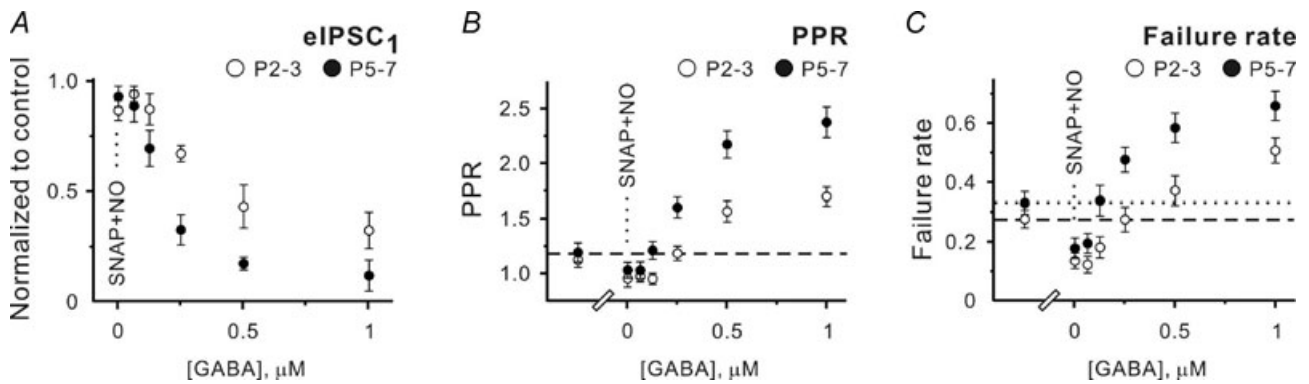 A
eIPSC1
P2-3 P5-7
Normalized to control
1.0
0.5
0
SNAP+NO
0 0.5 1
[GABA], μM
B
PPR
P2-3 P5-7
PPR
2.5
2.0
1.5
1.0
SNAP+NO
0 0.5 1
[GABA], μM
C
Failure rate
P2-3 P5-7
Failure rate
0.6
0.4
0.2
0
SNAP+NO
0 0.5 1
[GABA], μM